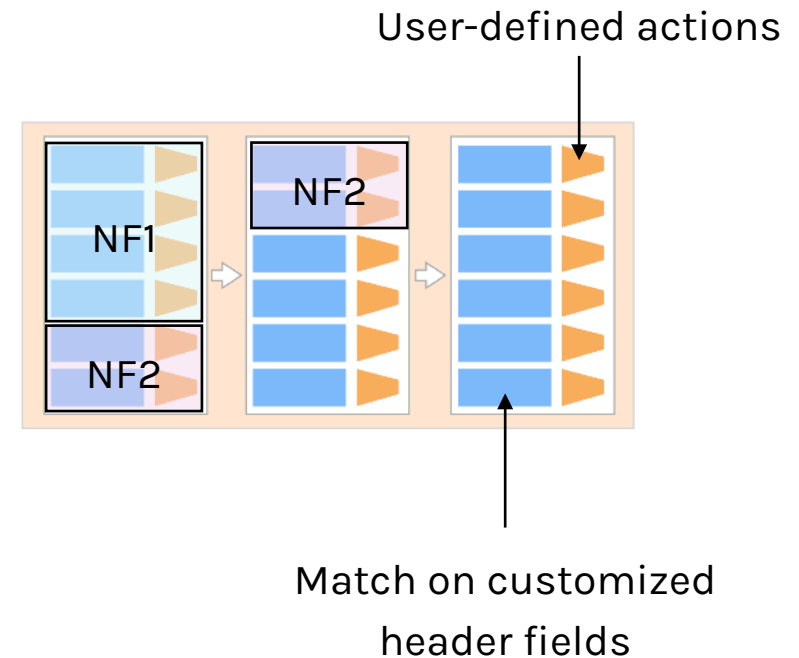 User-defined actions
NF1
NF2
NF2
Match on customized
header fields